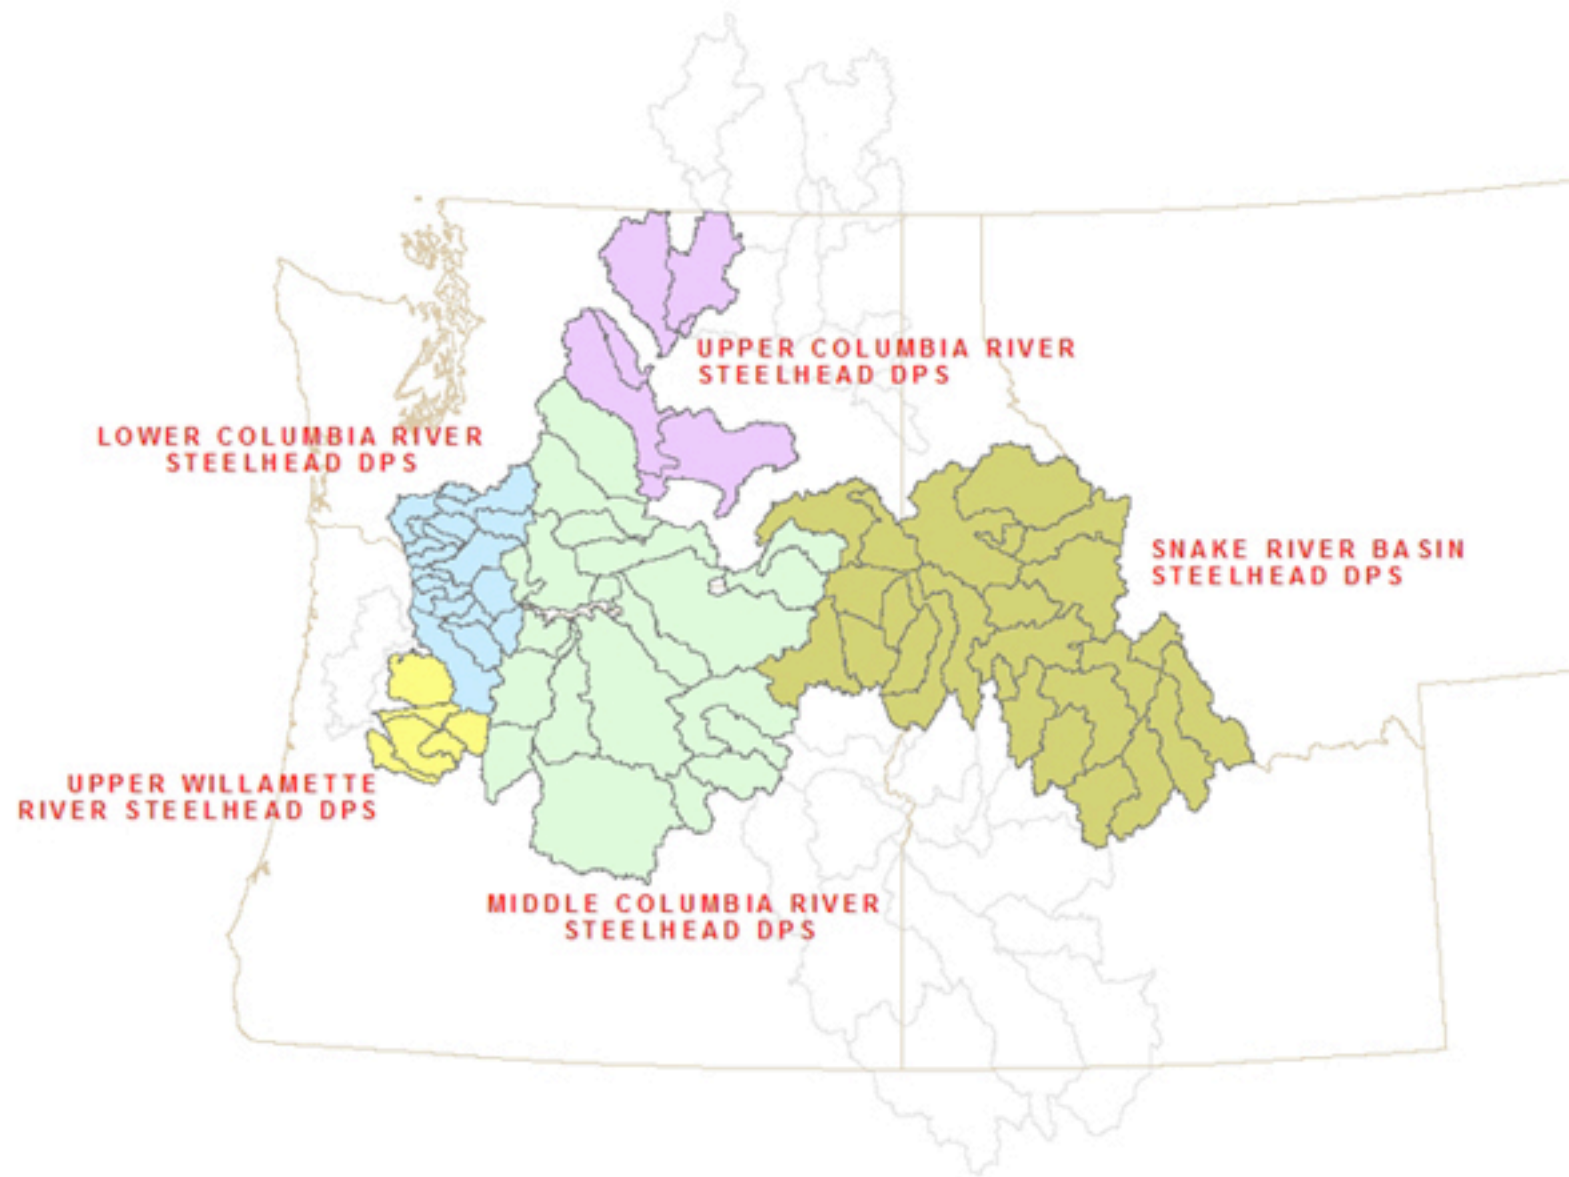 UPPER COLUMBIA RIVER
STEELHEAD DPS
LOWER COLUMBIA RIVER
STEELHEAD DPS
SNAKE RIVER BASIN
STEELHEAD DPS
UPPER WILLAMETTE
RIVER STEELHEAD DPS
MIDDLE COLUMBIA RIVER
STEELHEAD DPS